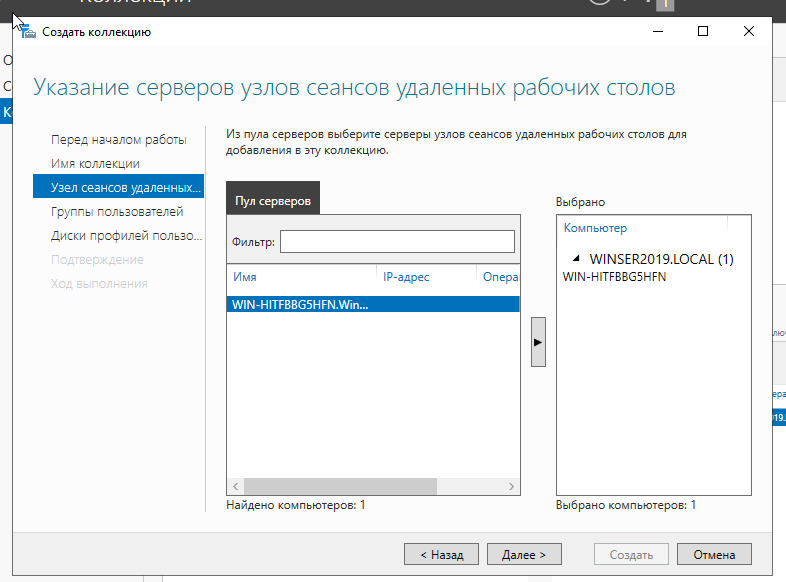 Создать коллекцию
Указание серверов узлов сеансов удаленных рабочих столов
Перед началом работы
Имя коллекции
Узел сеансов удаленных...
Группы пользователей
Диски профилей пользо...
Подтверждение
Ход выполнения
Из пула серверов выберите серверы узлов сеансов удаленных рабочих столов для
добавления в эту коллекцию.
Пул серверов
Фильтр:
Имя IP-адрес Опера
WIN-HITFBBG5HFN.Win...
Найдено компьютеров: 1
Выбрано
Компьютер
WINSER2019.LOCAL (1)
WIN-HITFBBG5HFN
Выбрано компьютеров: 1
< Назад
Далее >
Создать
Отмена